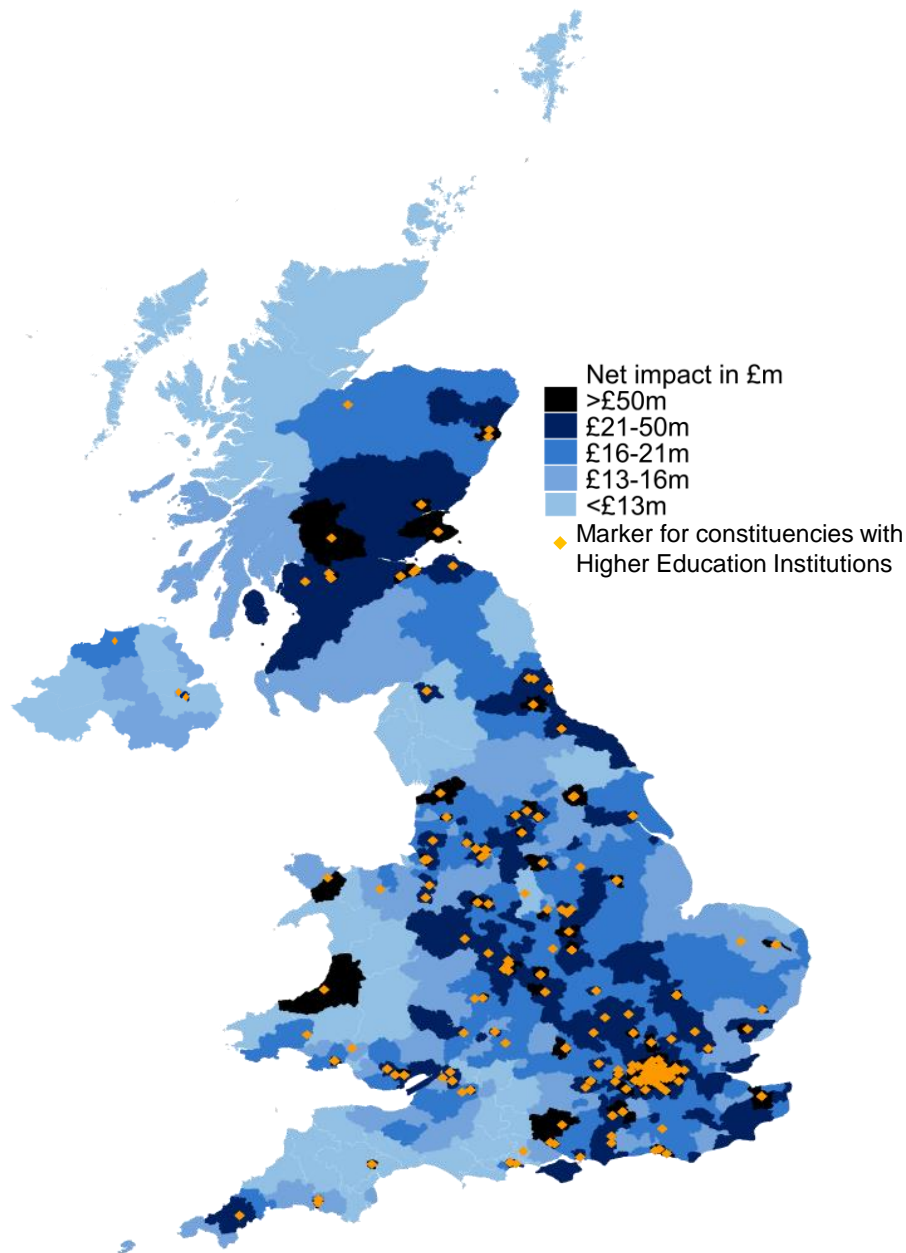 Net impact in £m
>£50m
£21-50m
£16-21m
£13-16m
<£13m
Marker for constituencies with
Higher Education Institutions